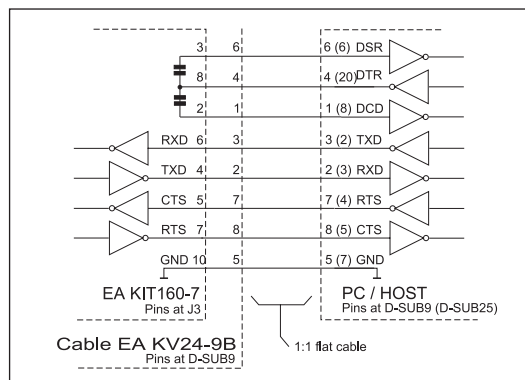 3 6 6 (6) DSR
8 4 4 (20) DTR
2 1 1 (8) DCD
RXD 6 3 3 (2) TXD
TXD 4 2 2 (3) RXD
CTS 5 7 7 (4) RTS
RTS 7 8 8 (5) CTS
GND 10 5 5 (7) GND
EA KIT160-7 PC / HOST
Pins at J3 Pins at D-SUB9 (D-SUB25)
Cable EA KV24-9B 1:1 flat cable
Pins at D-SUB9